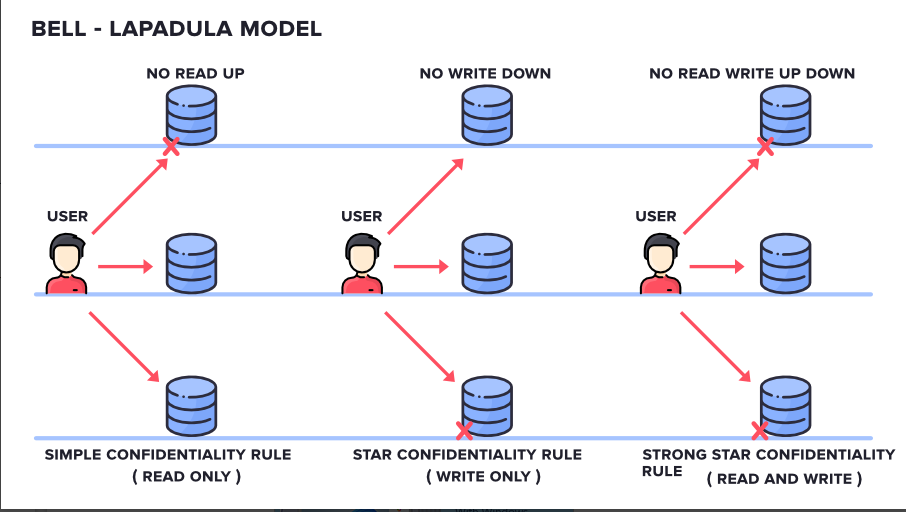 BELL - LAPADULA MODEL
NO READ UP
NO WRITE DOWN
NO READ WRITE UP DOWN
USER
USER
USER
SIMPLE CONFIDENTIALITY RULE
( READ ONLY )
STAR CONFIDENTIALITY RULE
( WRITE ONLY )
STRONG STAR CONFIDENTIALITY
RULE
( READ AND WRITE )